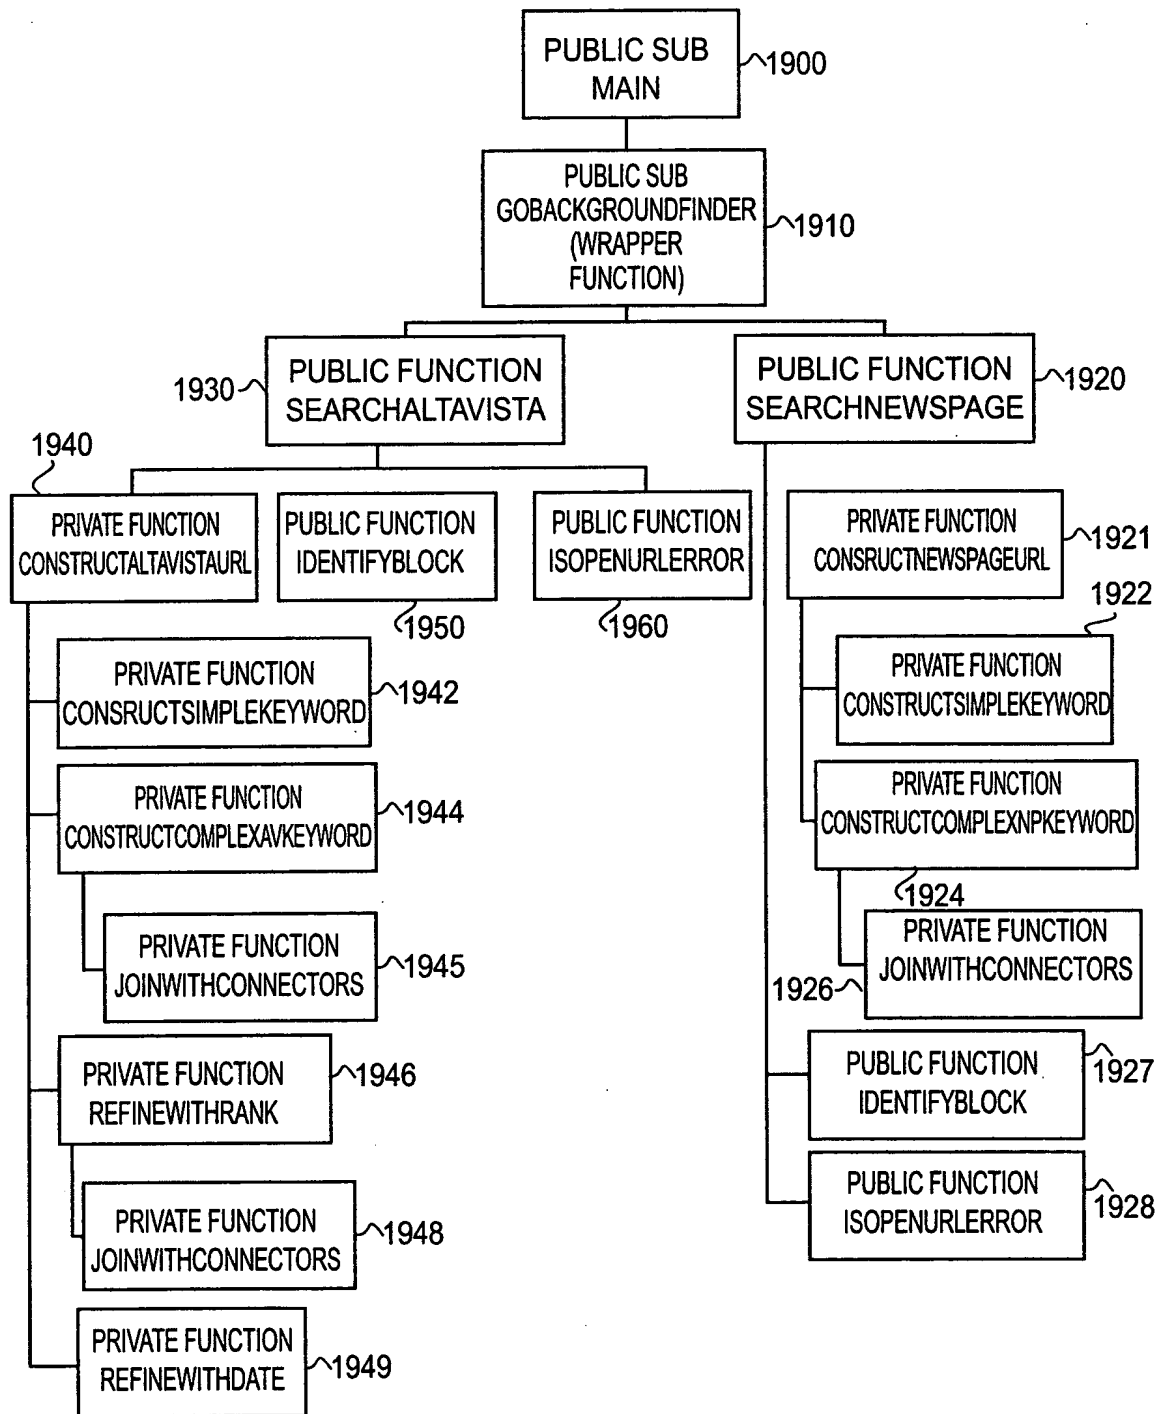 PUBLIC SUB
MAIN
1900
PUBLIC SUB
GOBACKGROUNDFINDER
(WRAPPER
FUNCTION)
1910
PUBLIC FUNCTION
SEARCHALTAVISTA
1930
PUBLIC FUNCTION
SEARCHNEWSPAGE
1920
1940
PRIVATE FUNCTION
CONSTRUCTALTAVISTAURL
PUBLIC FUNCTION
IDENTIFYBLOCK
1950
PUBLIC FUNCTION
ISOPENURLERROR
1960
PRIVATE FUNCTION
CONSRUCTNEWSPAGEURL
1921
1922
PRIVATE FUNCTION
CONSTRUCTSIMPLEKEYWORD
PRIVATE FUNCTION
CONSRUCTSIMPLEKEYWORD
1942
PRIVATE FUNCTION
CONSTRUCTCOMPLEXAVKEYWORD
1944
PRIVATE FUNCTION
CONSTRUCTCOMPLEXNPKEYWORD
1924
PRIVATE FUNCTION
JOINWITHCONNECTORS
1945
PRIVATE FUNCTION
JOINWITHCONNECTORS
1926
PRIVATE FUNCTION
REFINEWITHRANK
1946
PUBLIC FUNCTION
IDENTIFYBLOCK
1927
PRIVATE FUNCTION
JOINWITHCONNECTORS
1948
PUBLIC FUNCTION
ISOPENURLERROR
1928
PRIVATE FUNCTION
REFINEWITHDATE
1949